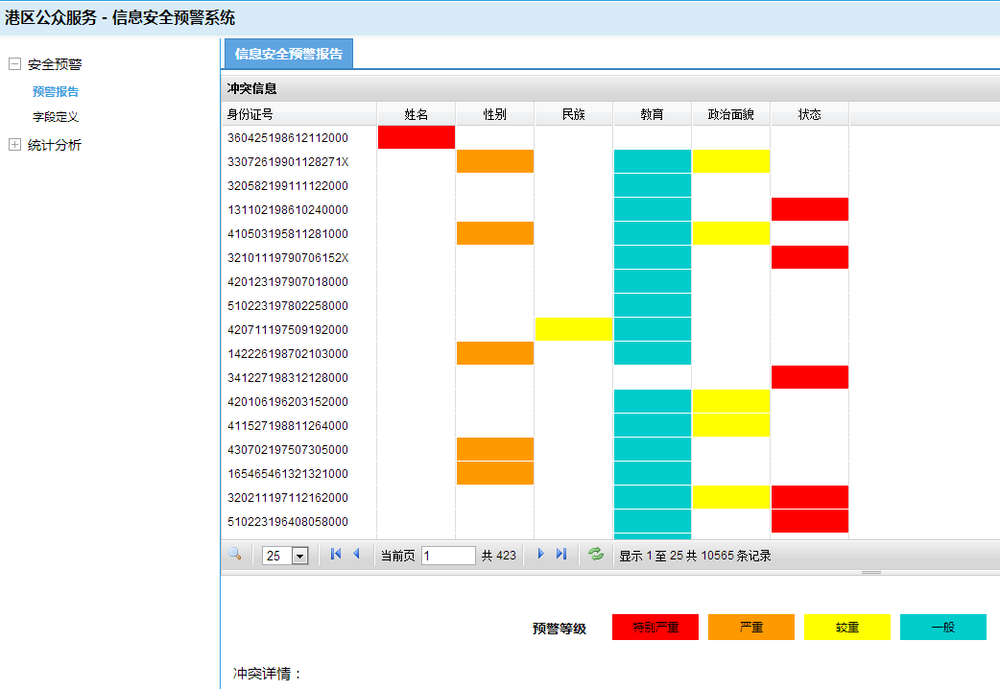 港区公众服务 - 信息安全预警系统
安全预警
预警报告
字段定义
统计分析
信息安全预警报告
冲突信息
身份证号 姓名 性别 民族 教育 政治面貌 状态
360425198612112000
33072619901128271X
320582199111122000
131102198610240000
410503195811281000
32101119790706152X
420123197907018000
510223197802258000
420711197509192000
142226198702103000
341227198312128000
420106196203152000
411527198811264000
430702197507305000
165465461321321000
320211197112162000
510223196408058000
25 当前页 1 共 423 显示 1 至 25 共 10565 条记录
预警等级 特别严重 严重 较重 一般
冲突详情：